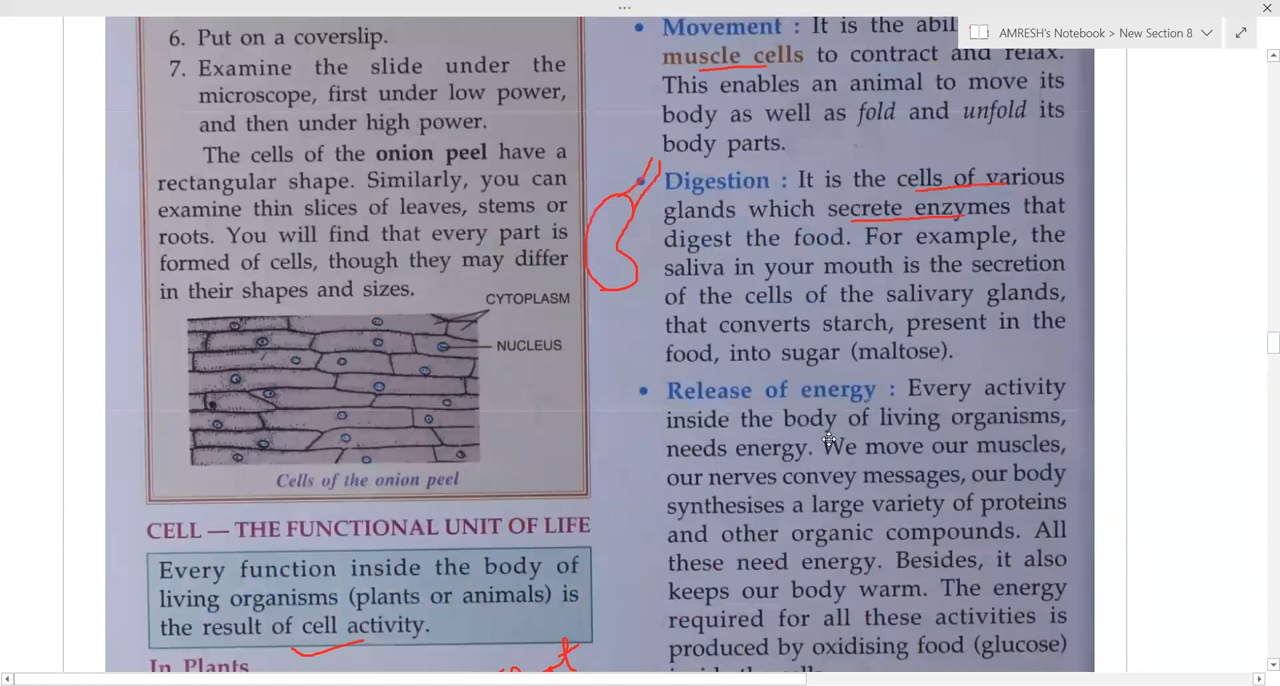 AMRESH's Notebook > New Section 8
6. Put on a coverslip.
7. Examine the slide under the
microscope, first under low power,
and then under high power.
The cells of the onion peel have a
rectangular shape. Similarly, you can
examine thin slices of leaves, stems or
roots. You will find that every part is
formed of cells, though they may differ
in their shapes and sizes.
CYTOPLASM
NUCLEUS
Cells of the onion peel
CELL — THE FUNCTIONAL UNIT OF LIFE
Every function inside the body of
living organisms (plants or animals) is
the result of cell activity.
In Plants
• Movement : It is the
muscle cells to contract and relax.
This enables an animal to move its
body as well as fold and unfold its
body parts.
• Digestion : It is the cells of various
glands which secrete enzymes that
digest the food. For example, the
saliva in your mouth is the secretion
of the cells of the salivary glands,
that converts starch, present in the
food, into sugar (maltose).
• Release of energy : Every activity
inside the body of living organisms,
needs energy. We move our muscles,
our nerves convey messages, our body
synthesises a large variety of proteins
and other organic compounds. All
these need energy. Besides, it also
keeps our body warm. The energy
required for all these activities is
produced by oxidising food (glucose)